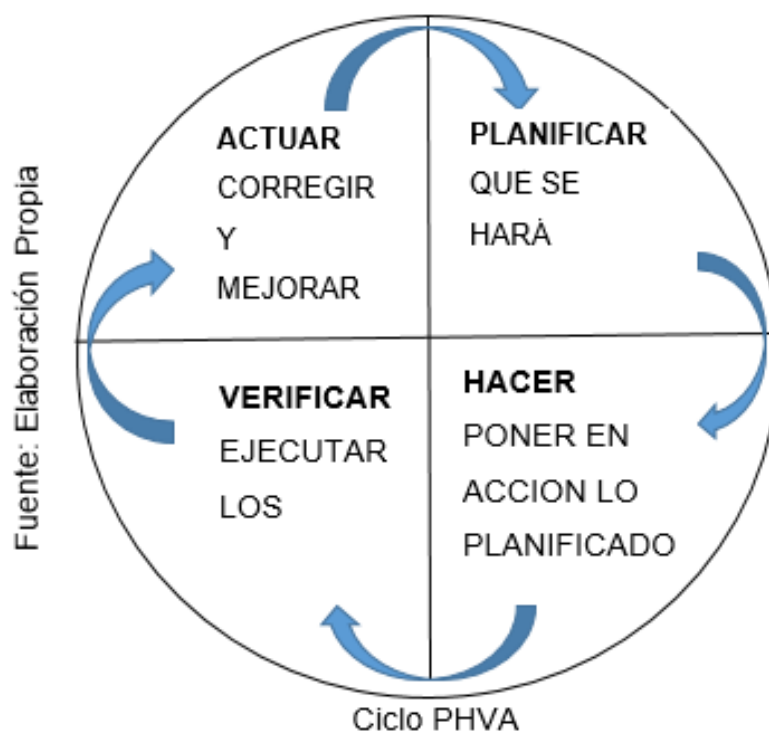 ACTUAR
CORREGIR
Y
MEJORAR
PLANIFICAR
QUE SE
HARÀ
VERIFICAR
EJECUTAR
LOS
HACER
PONER EN
ACCION LO
PLANIFICADO
Ciclo PHVA
Fuente: Elaboración Propia